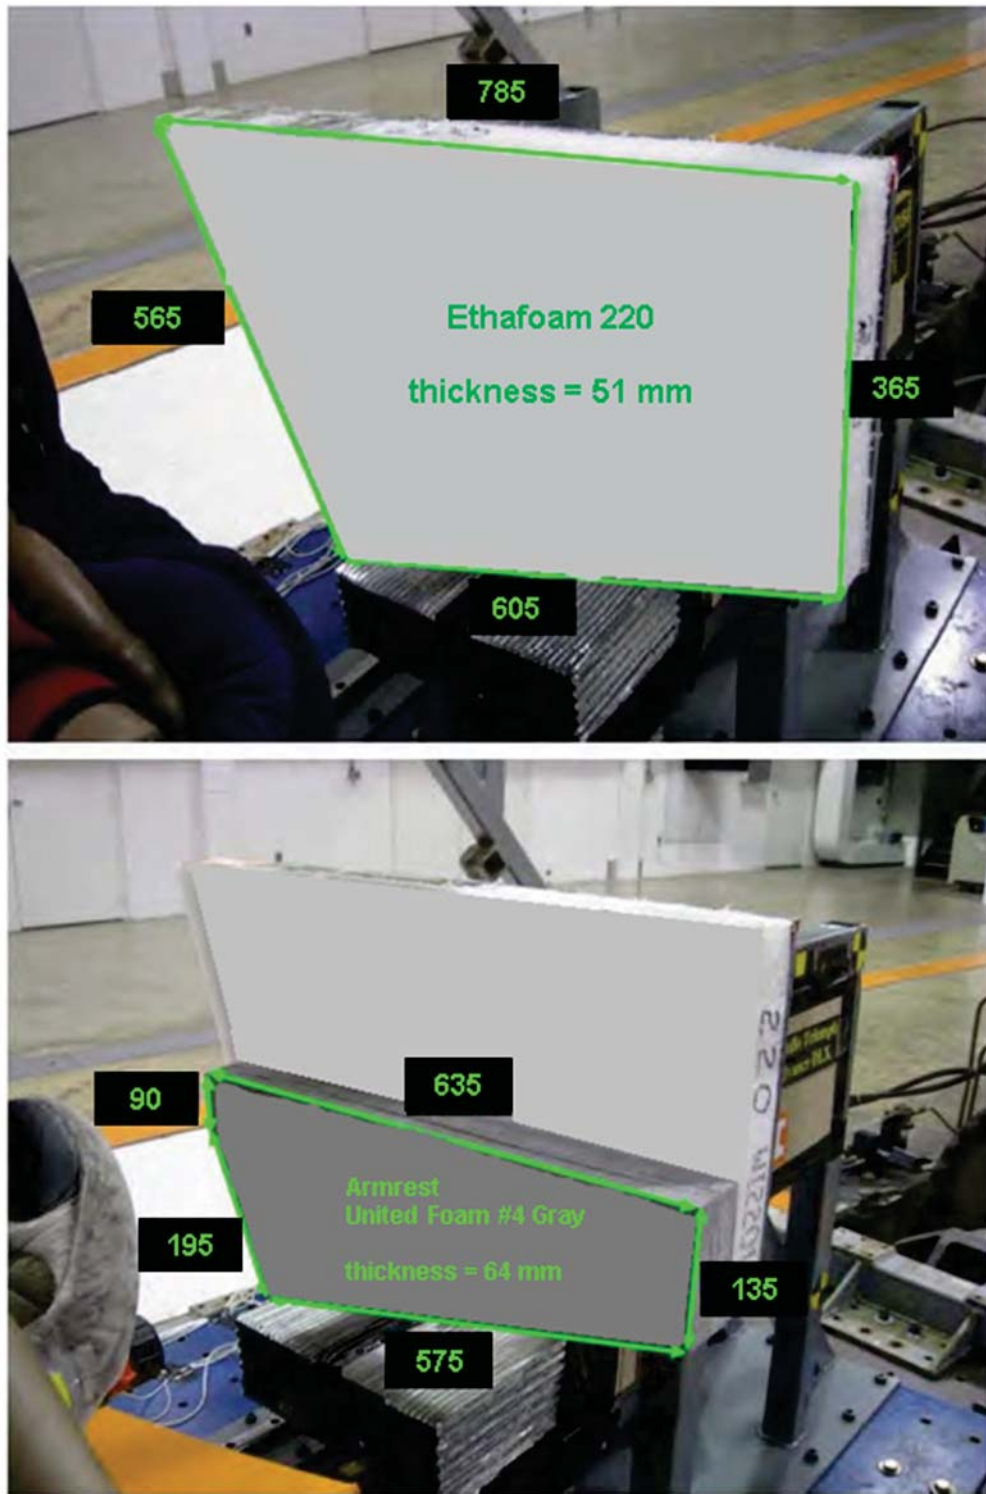 785
565
Ethafoam 220
thickness = 51 mm
365
605
635
90
220
Armrest
United Foam #4 Gray
195
thickness = 64 mm
135
575